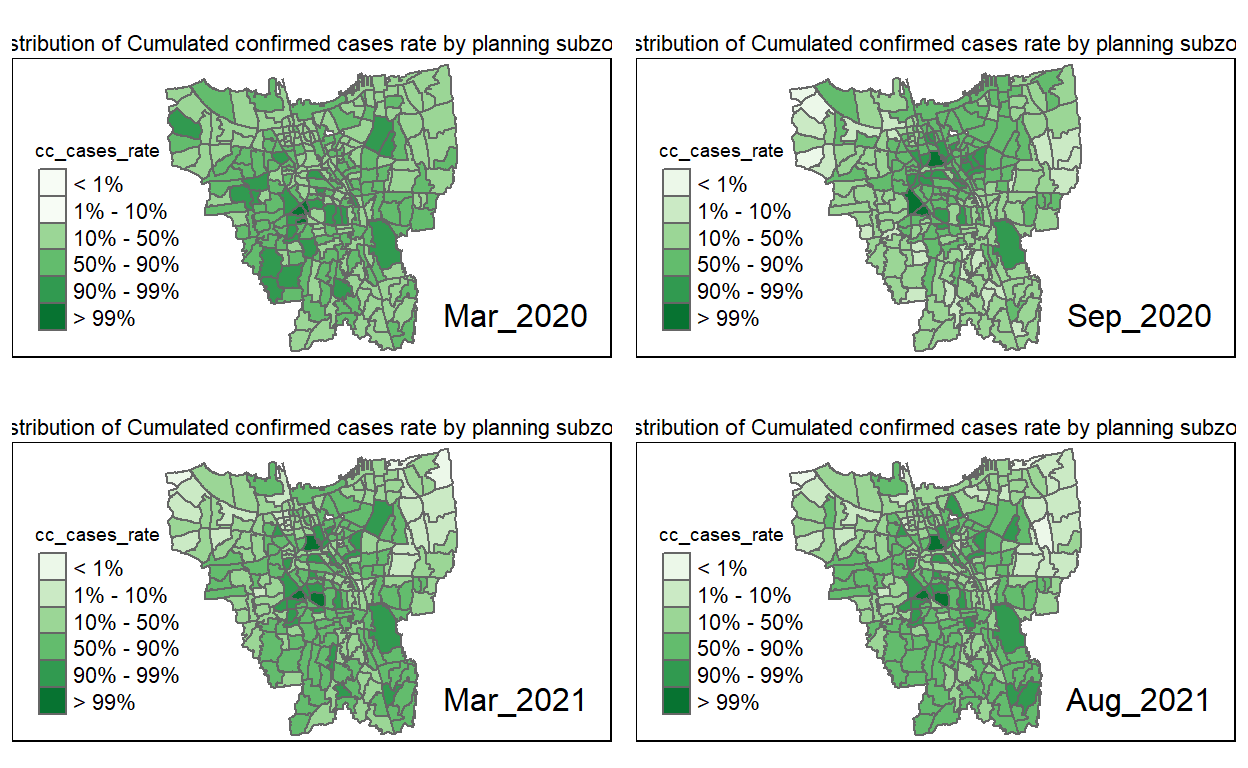 stribution of Cumulated confirmed cases rate by planning subzo
cc_cases_rate
< 1%
1% - 10%
10% - 50%
50% - 90%
90% - 99%
> 99%
Mar_2020
stribution of Cumulated confirmed cases rate by planning subzo
cc_cases_rate
< 1%
1% - 10%
10% - 50%
50% - 90%
90% - 99%
> 99%
Sep_2020
stribution of Cumulated confirmed cases rate by planning subzo
cc_cases_rate
< 1%
1% - 10%
10% - 50%
50% - 90%
90% - 99%
> 99%
Mar_2021
stribution of Cumulated confirmed cases rate by planning subzo
cc_cases_rate
< 1%
1% - 10%
10% - 50%
50% - 90%
90% - 99%
> 99%
Aug_2021